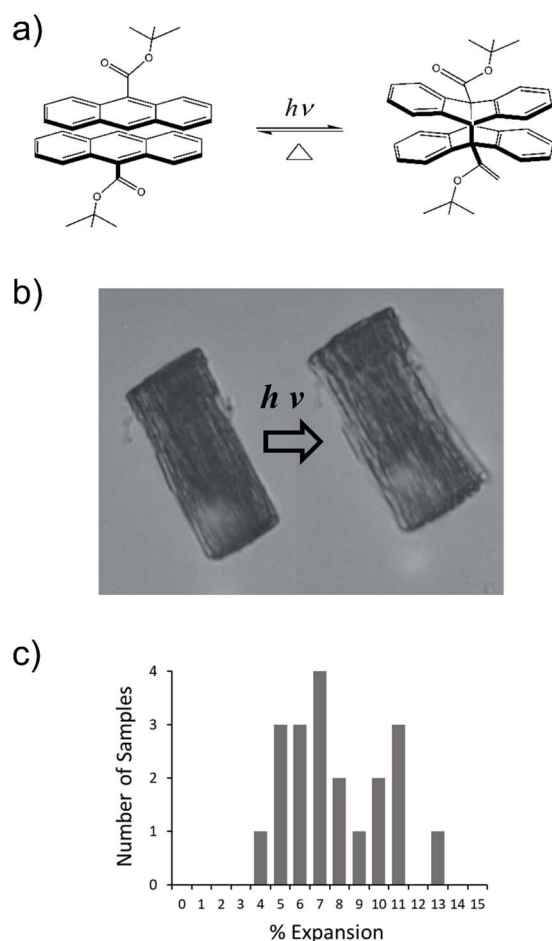 a)
O
O
hν
△
O
O
O
O
O
b)
h ν
c)
Number of Samples
4
3
2
1
0
0 1 2 3 4 5 6 7 8 9 10 11 12 13 14 15
% Expansion